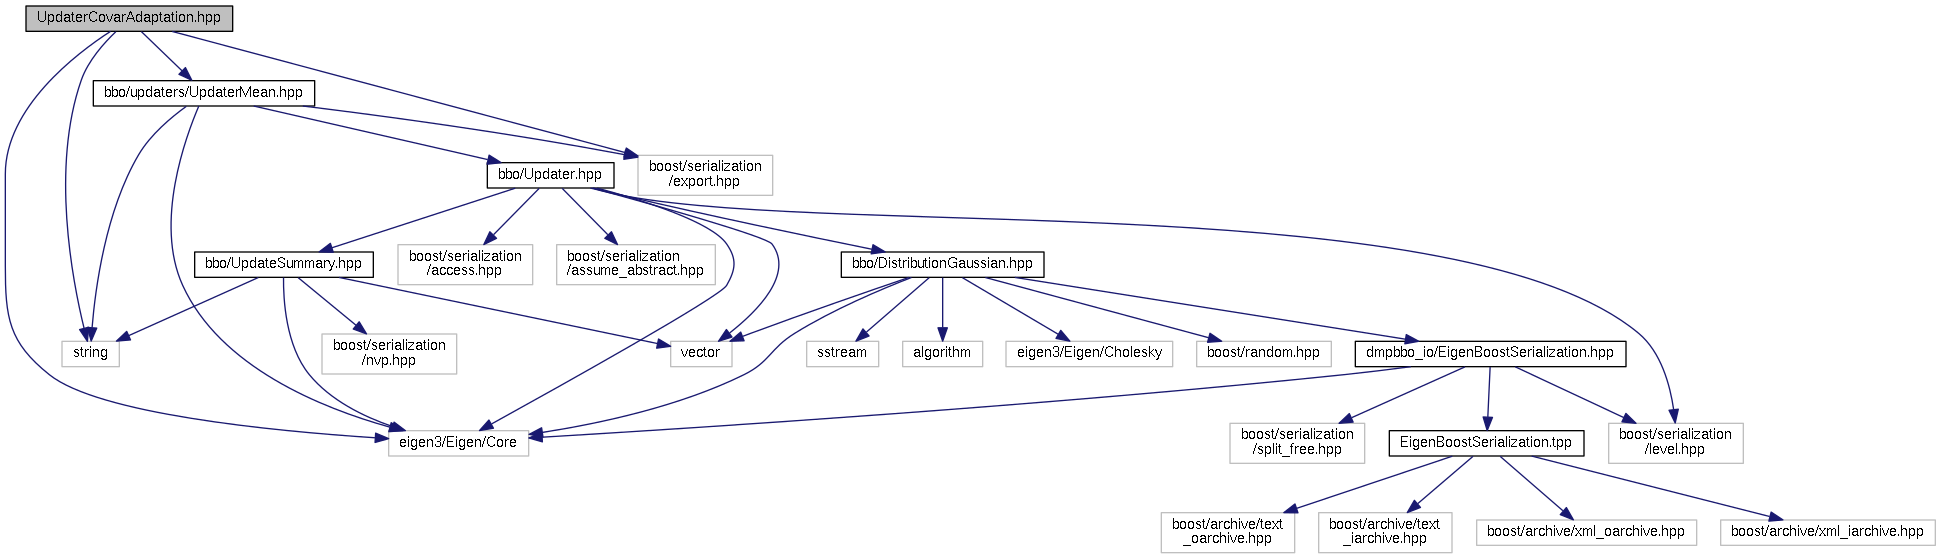 UpdaterCovarAdaptation.hpp
bbo/updaters/UpdaterMean.hpp
boost/serialization
/export.hpp
bbo/Updater.hpp
bbo/UpdateSummary.hpp
boost/serialization
/access.hpp
boost/serialization
/assume_abstract.hpp
bbo/DistributionGaussian.hpp
string
boost/serialization
/nvp.hpp
vector
sstream
algorithm
eigen3/Eigen/Cholesky
boost/random.hpp
dmpbbo_io/EigenBoostSerialization.hpp
eigen3/Eigen/Core
boost/serialization
/split_free.hpp
EigenBoostSerialization.tpp
boost/serialization
/level.hpp
boost/archive/text
_oarchive.hpp
boost/archive/text
_iarchive.hpp
boost/archive/xml_oarchive.hpp
boost/archive/xml_iarchive.hpp